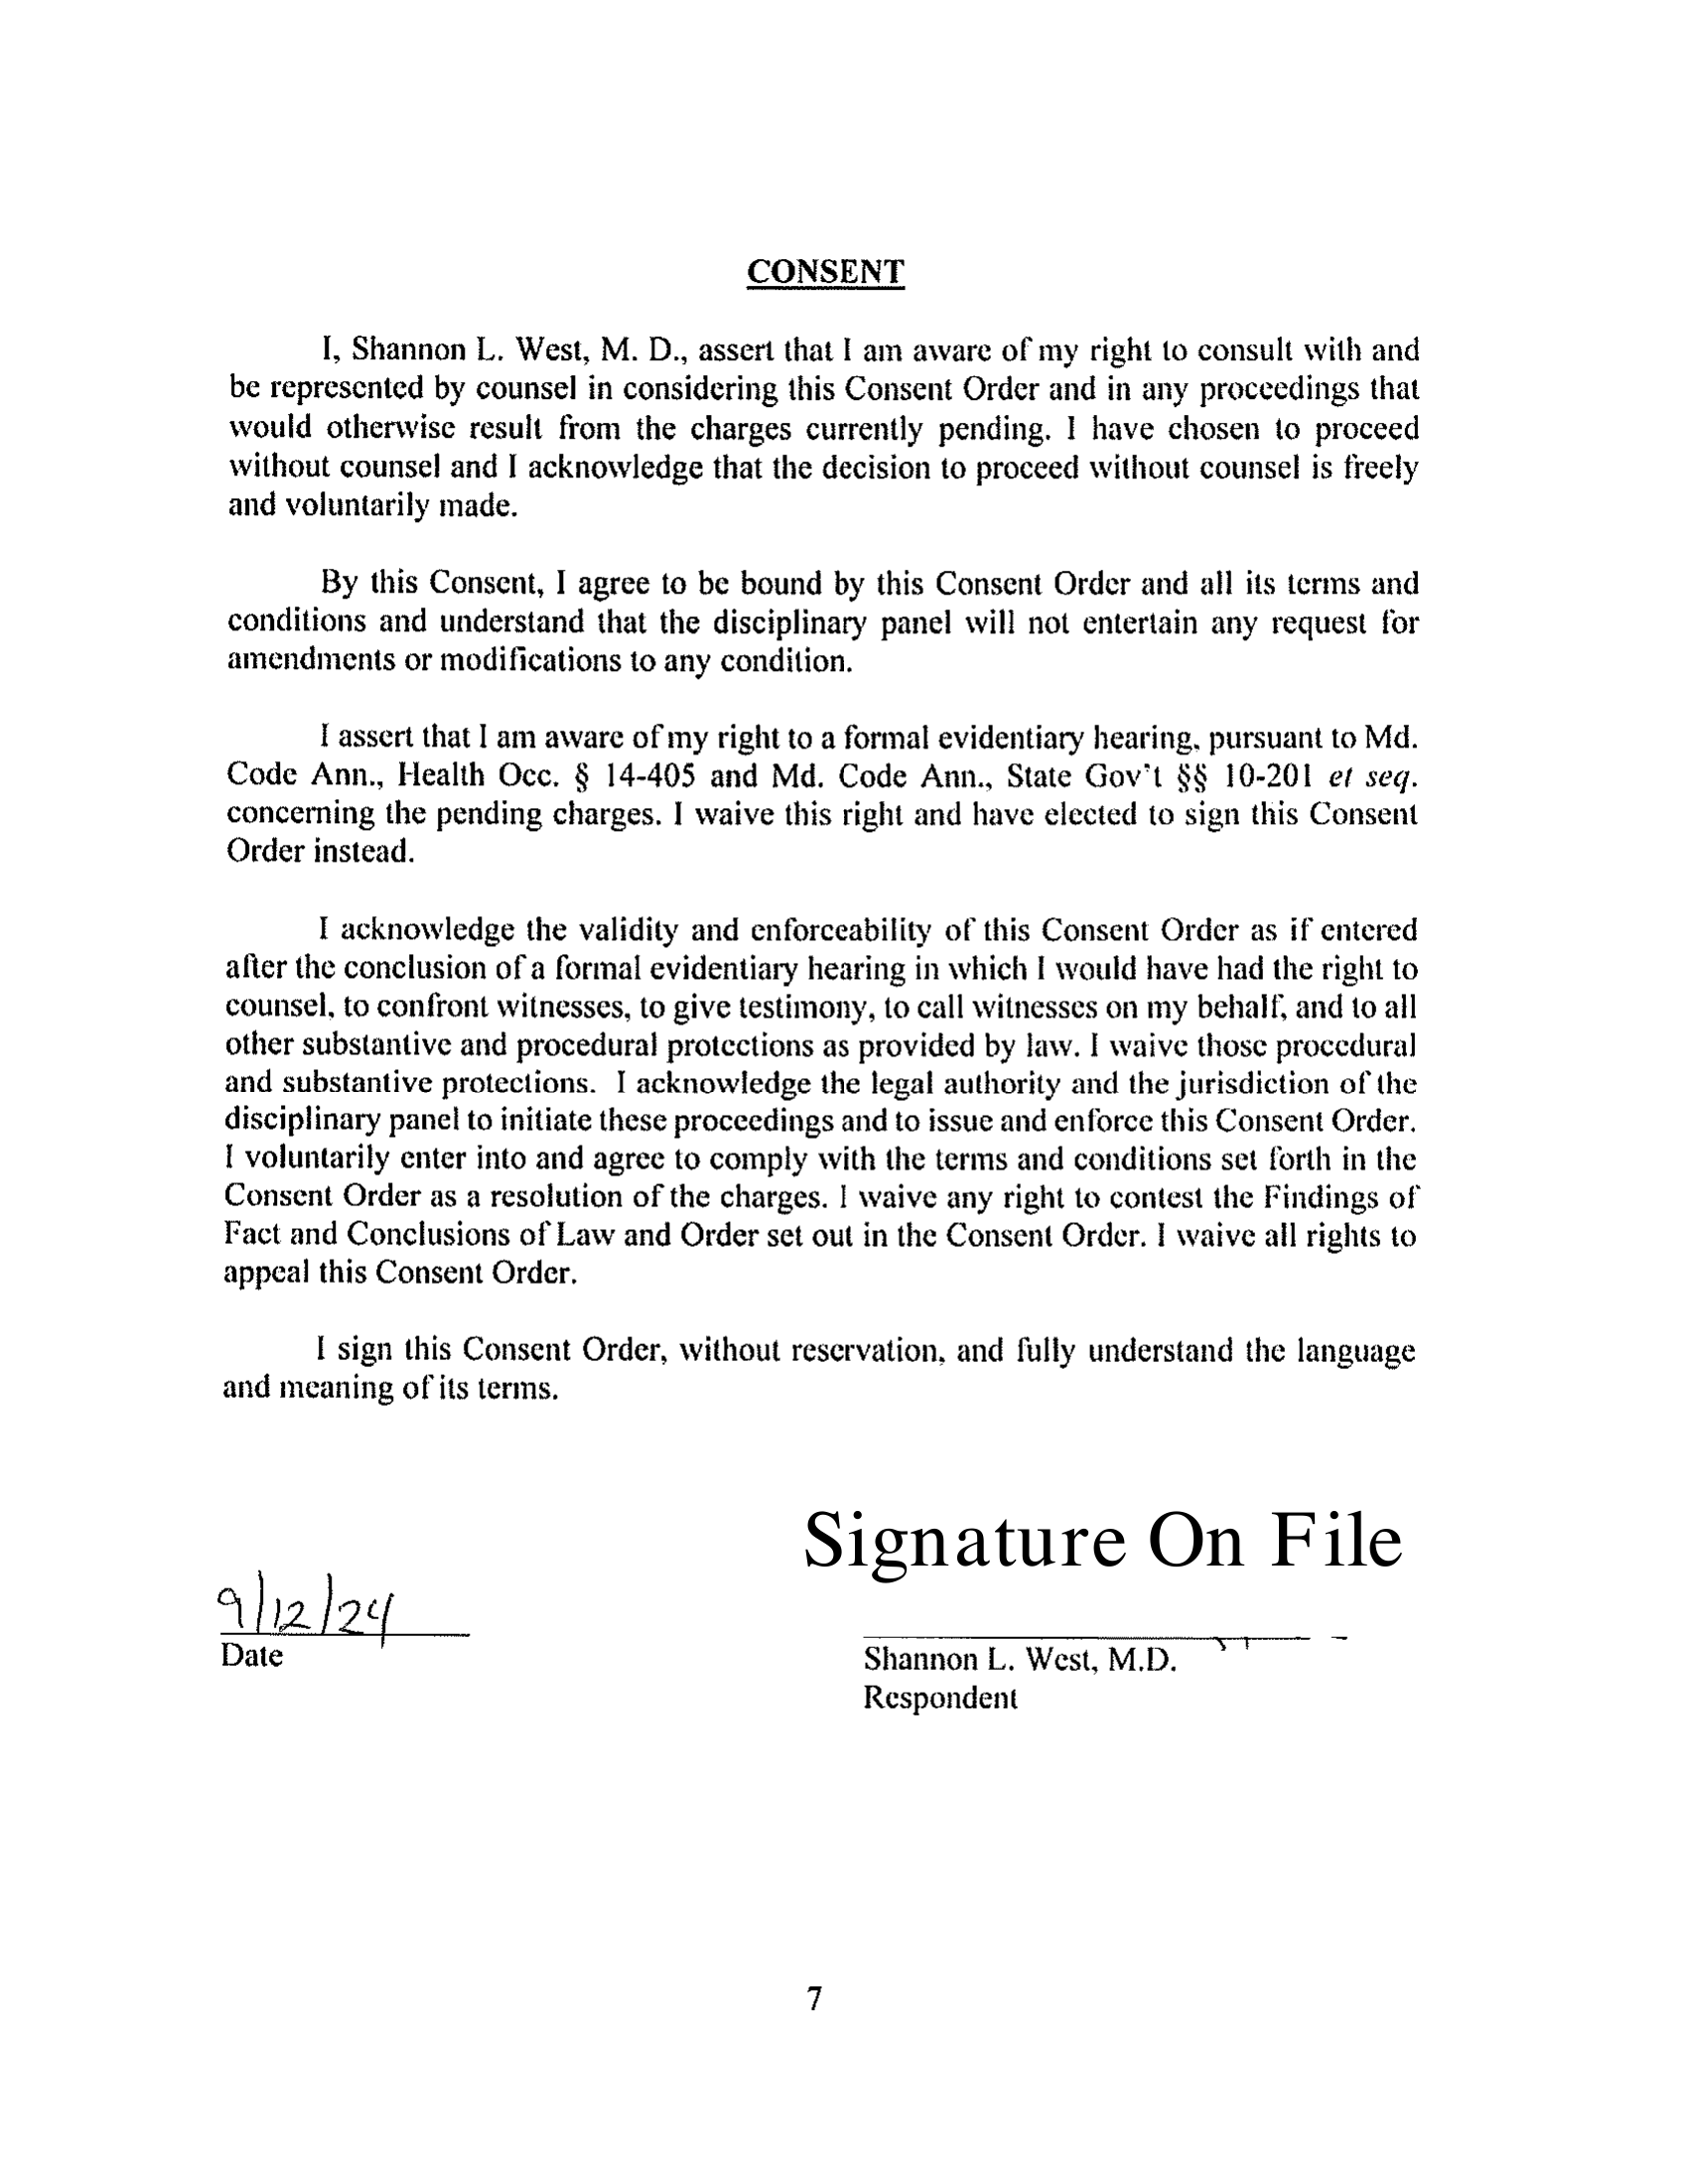 CONSENT
I, Shannon L. West, M. D., assert that I am aware of my right to consult with and
be represented by counsel in considering this Consent Order and in any proceedings that
would otherwise result from the charges currently pending. I have chosen to proceed
without counsel and I acknowledge that the decision to proceed without counsel is freely
and voluntarily made.
By this Consent, I agree to be bound by this Consent Order and all its terms and
conditions and understand that the disciplinary panel will not entertain any request for
amendments or modifications to any condition.
I assert that I am aware of my right to a formal evidentiary hearing, pursuant to Md.
Code Ann., Health Occ. § 14-405 and Md. Code Ann., State Gov't §§ 10-201 et seq.
concerning the pending charges. I waive this right and have elected to sign this Consent
Order instead.
I acknowledge the validity and enforceability of this Consent Order as if entered
after the conclusion of a formal evidentiary hearing in which I would have had the right to
counsel, to confront witnesses, to give testimony, to call witnesses on my behalf, and to all
other substantive and procedural protections as provided by law. I waive those procedural
and substantive protections. I acknowledge the legal authority and the jurisdiction of the
disciplinary panel to initiate these proceedings and to issue and enforce this Consent Order.
I voluntarily enter into and agree to comply with the terms and conditions set forth in the
Consent Order as a resolution of the charges. I waive any right to contest the Findings of
Fact and Conclusions of Law and Order set out in the Consent Order. I waive all rights to
appeal this Consent Order.
I sign this Consent Order, without reservation, and fully understand the language
and meaning of its terms.
Signature On File
9/12/24
Date
Shannon L. West, M.D.
Respondent
7